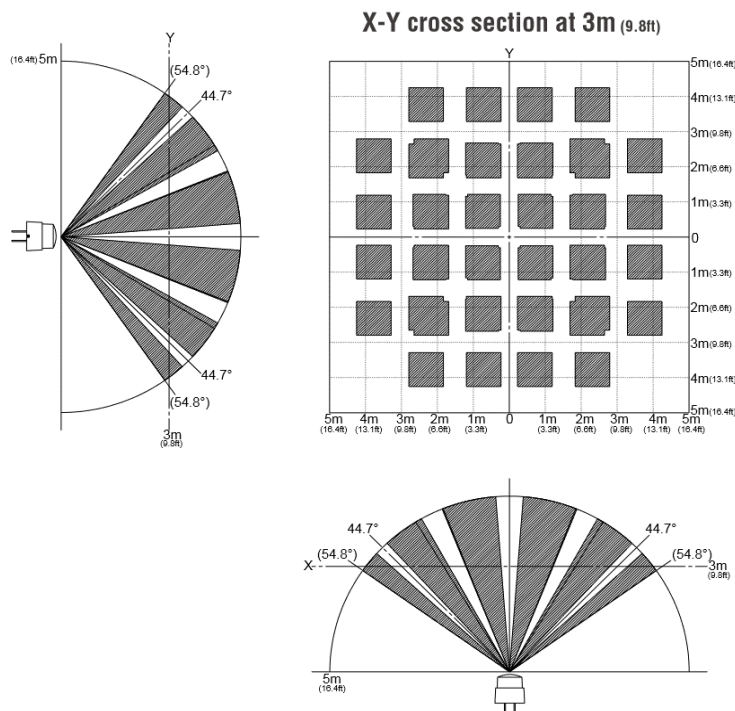 X-Y cross section at 3m (9.8ft)
Y
(16.4ft) 5m
(54.8°)
44.7°
44.7°
(54.8°)
3m
(9.8ft)
Y
5m (16.4ft)
4m (13.1ft)
3m (9.8ft)
2m (6.6ft)
1m (3.3ft)
0
1m (3.3ft)
2m (6.6ft)
3m (9.8ft)
4m (13.1ft)
5m (16.4ft)
5m 4m 3m 2m 1m 0 1m 2m 3m 4m 5m
(16.4ft) (13.1ft) (9.8ft) (6.6ft) (3.3ft) (3.3ft) (6.6ft) (9.8ft) (13.1ft) (16.4ft)
44.7° 44.7°
(54.8°) (54.8°)
X 3m
(9.8ft)
5m
(16.4ft)